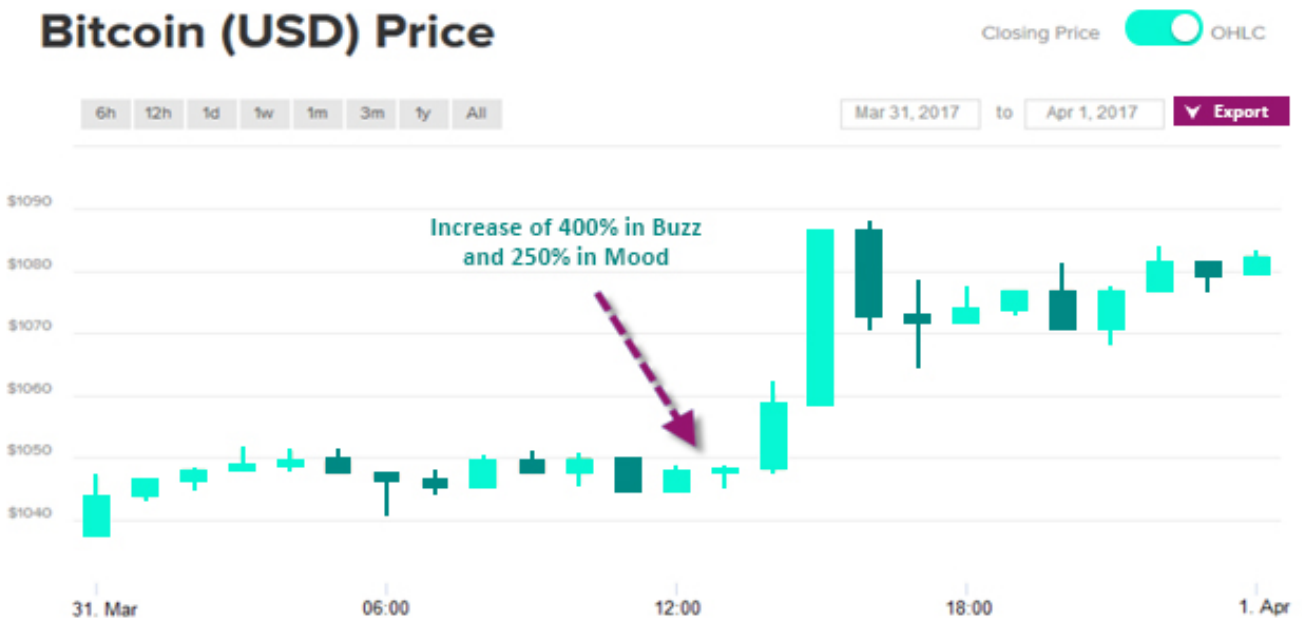 Bitcoin (USD) Price
Closing Price OHLC
6h 12h 1d 1w 1m 3m 1y All
Mar 31, 2017 to Apr 1, 2017 Export
$1090
Increase of 400% in Buzz
and 250% in Mood
$1080
$1070
$1060
$1050
$1040
31. Mar 06:00 12:00 18:00 1. Apr